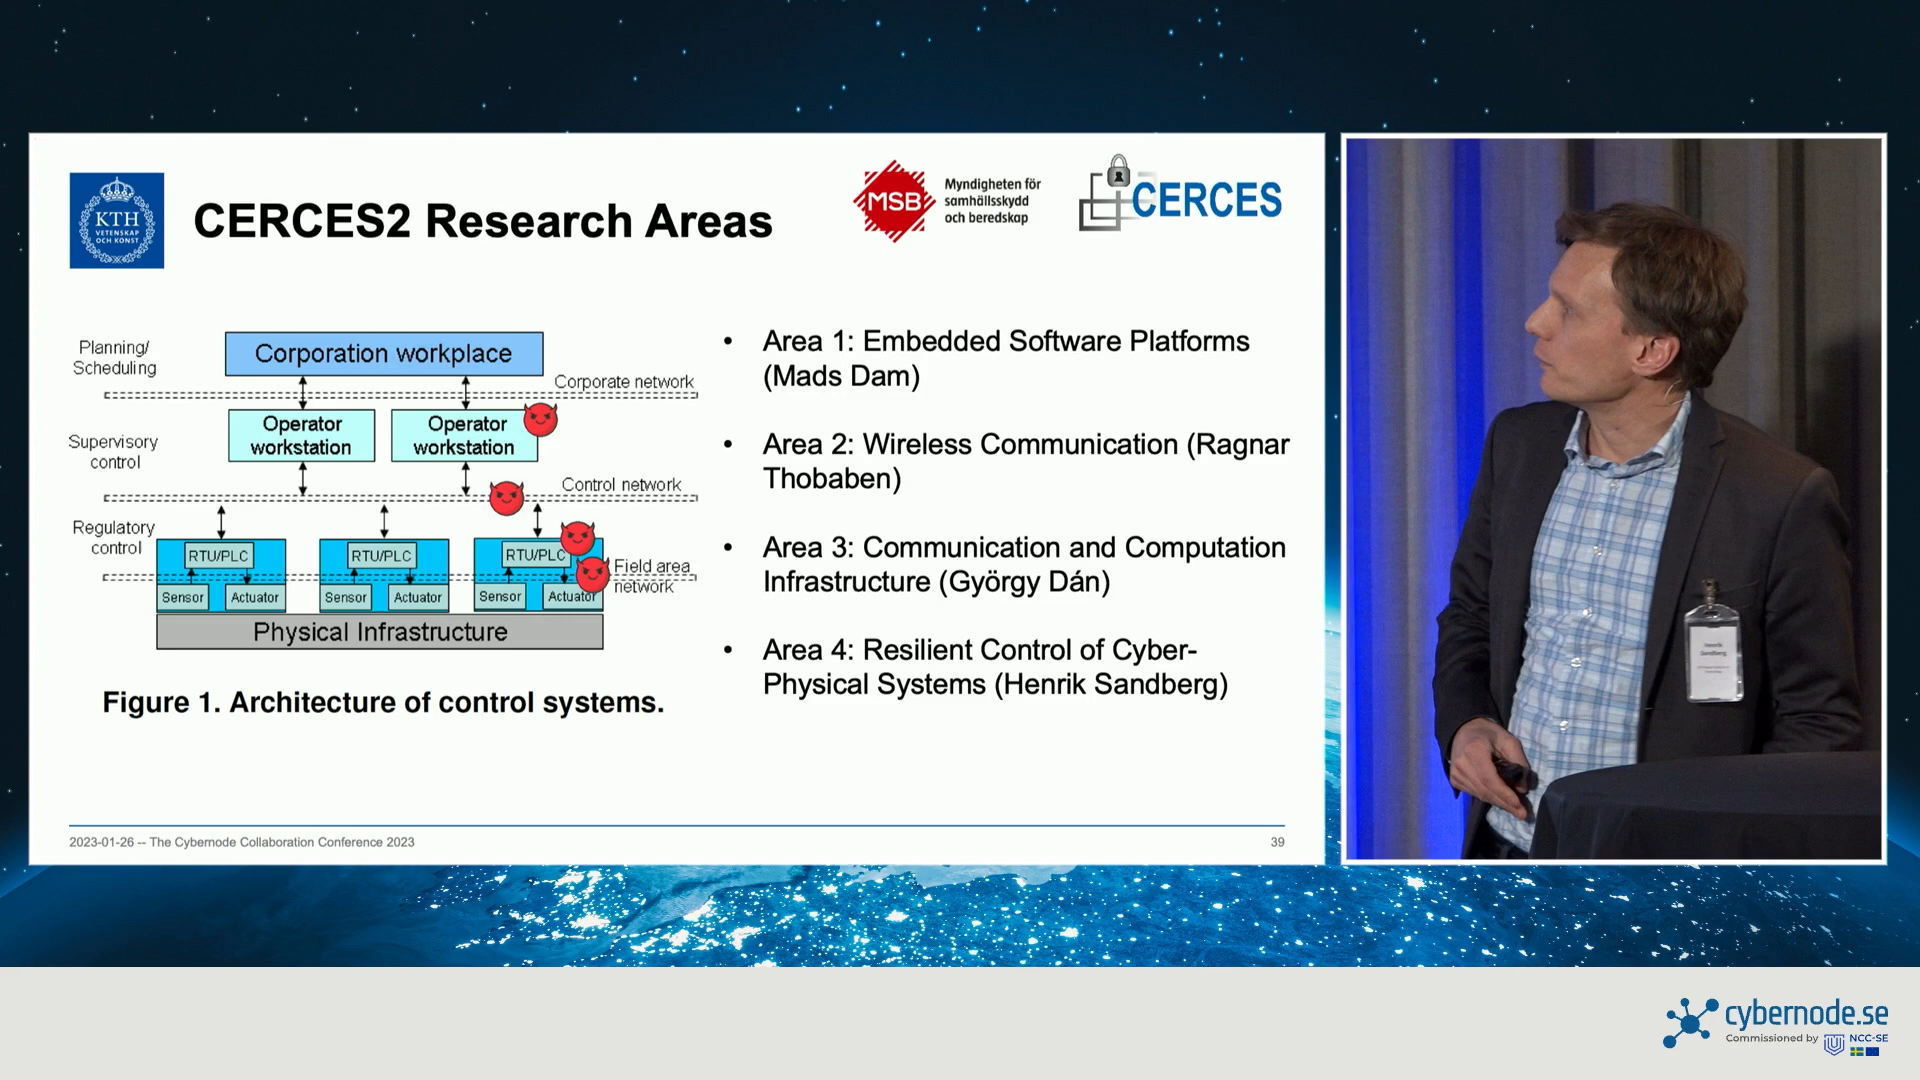 KTH
VETENSKAP
OCH KONST
CERCES2 Research Areas
MSB
Myndigheten för
samhällsskydd
och beredskap
CERCES
Planning/
Scheduling
Corporation workplace
Corporate network
Supervisory
control
Operator
workstation
Operator
workstation
Control network
Regulatory
control
RTU/PLC
RTU/PLC
RTU/PLC
Field area
network
Sensor
Actuator
Sensor
Actuator
Sensor
Actuator
Physical Infrastructure
Figure 1. Architecture of control systems.
• Area 1: Embedded Software Platforms
(Mads Dam)
• Area 2: Wireless Communication (Ragnar
Thobaben)
• Area 3: Communication and Computation
Infrastructure (György Dán)
• Area 4: Resilient Control of Cyber-
Physical Systems (Henrik Sandberg)
2023-01-26 -- The Cybernode Collaboration Conference 2023
39
Henrik
Sandberg
cybernode.se
Commissioned by
NCC-SE